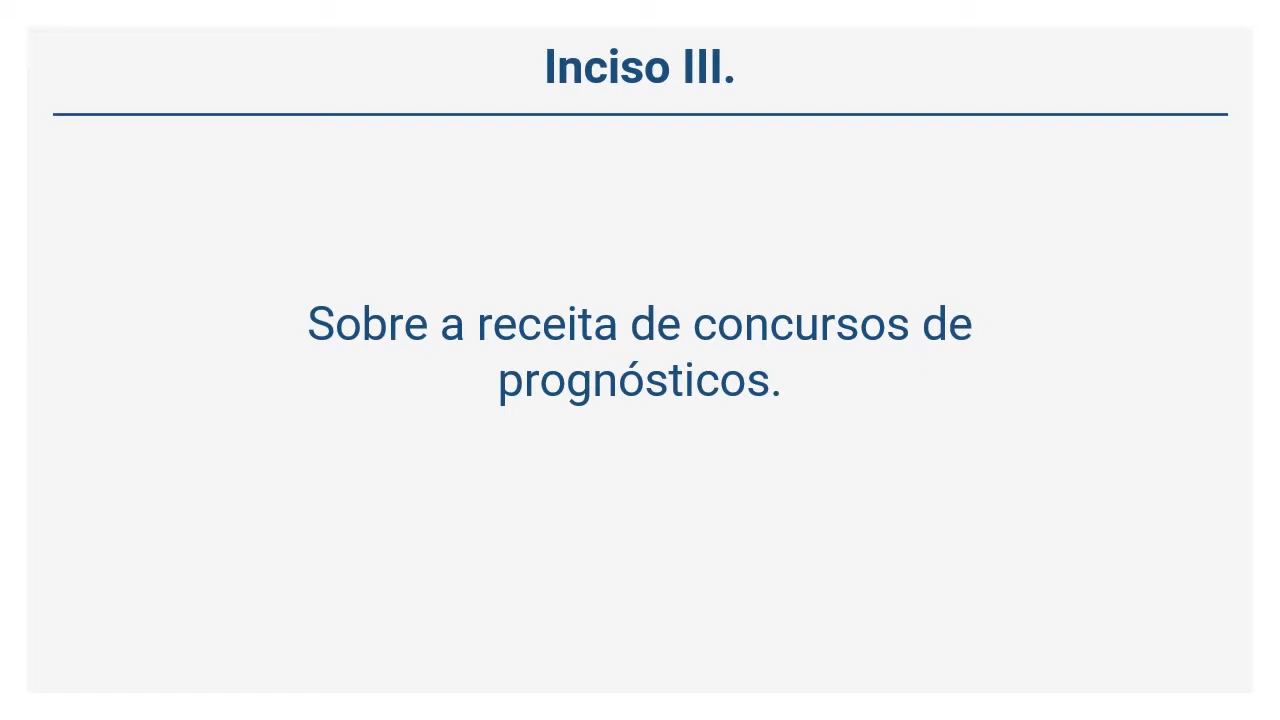 Inciso III.
Sobre a receita de concursos de
prognósticos.